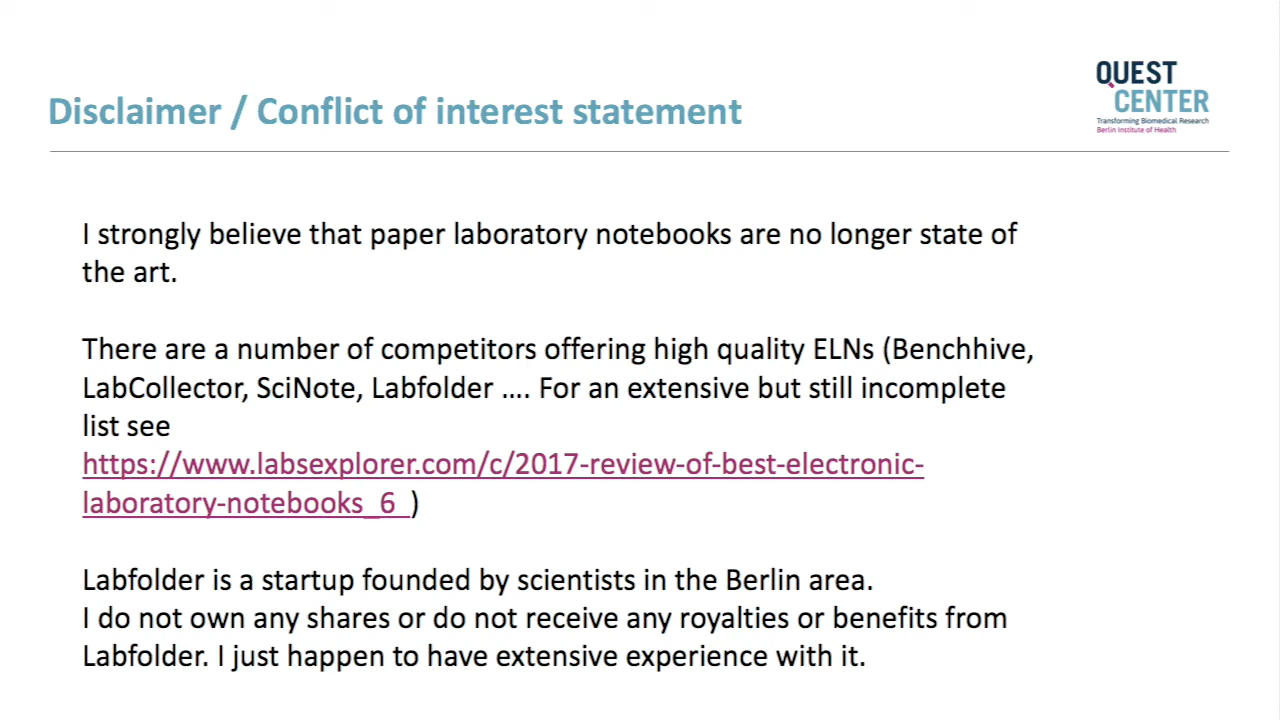 QUEST
CENTER
Transforming Biomedical Research
Berlin Institute of Health
Disclaimer / Conflict of interest statement
I strongly believe that paper laboratory notebooks are no longer state of
the art.
There are a number of competitors offering high quality ELNs (Benchhive,
LabCollector, SciNote, Labfolder …. For an extensive but still incomplete
list see
https://www.labsexplorer.com/c/2017-review-of-best-electronic-
laboratory-notebooks_6 )
Labfolder is a startup founded by scientists in the Berlin area.
I do not own any shares or do not receive any royalties or benefits from
Labfolder. I just happen to have extensive experience with it.